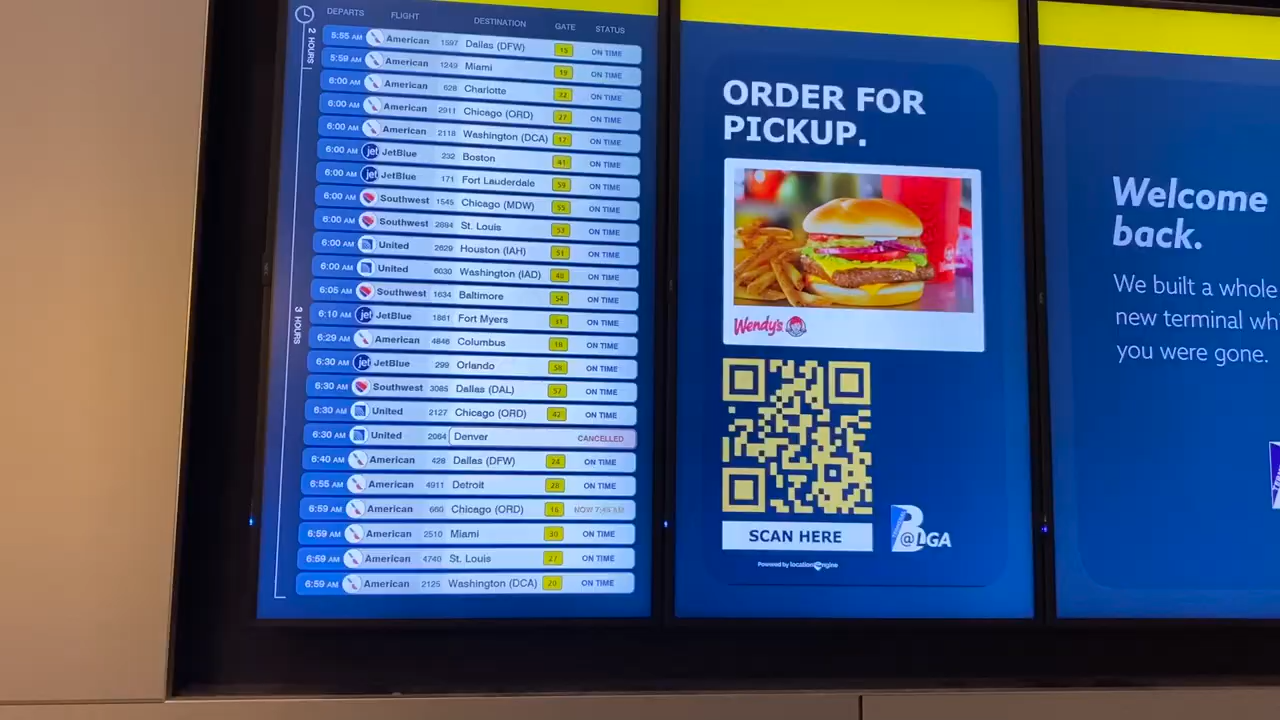 DEPARTS FLIGHT DESTINATION GATE STATUS
2 HOURS
5:55 AM American 1597 Dallas (DFW) 15 ON TIME
5:59 AM American 1249 Miami 19 ON TIME
6:00 AM American 628 Charlotte 32 ON TIME
6:00 AM American 2911 Chicago (ORD) 27 ON TIME
6:00 AM American 2118 Washington (DCA) 17 ON TIME
6:00 AM jet JetBlue 232 Boston 41 ON TIME
6:00 AM jet JetBlue 171 Fort Lauderdale 59 ON TIME
6:00 AM Southwest 1545 Chicago (MDW) 55 ON TIME
6:00 AM Southwest 2894 St. Louis 53 ON TIME
6:00 AM United 2629 Houston (IAH) 51 ON TIME
6:00 AM United 6030 Washington (IAD) 48 ON TIME
6:05 AM Southwest 1634 Baltimore 54 ON TIME
3 HOURS
6:10 AM jet JetBlue 1861 Fort Myers 31 ON TIME
6:29 AM American 4846 Columbus 18 ON TIME
6:30 AM jet JetBlue 299 Orlando 58 ON TIME
6:30 AM Southwest 3085 Dallas (DAL) 57 ON TIME
6:30 AM United 2127 Chicago (ORD) 42 ON TIME
6:30 AM United 2064 Denver CANCELLED
6:40 AM American 428 Dallas (DFW) 24 ON TIME
6:55 AM American 4911 Detroit 28 ON TIME
6:59 AM American 660 Chicago (ORD) 16 NOW
6:59 AM American 2510 Miami 30 ON TIME
6:59 AM American 4740 St. Louis 27 ON TIME
6:59 AM American 2125 Washington (DCA) 20 ON TIME
ORDER FOR
PICKUP.
Wendy's
SCAN HERE
B
@LGA
Powered by locationengine
Welcome
back.
We built a whole
new terminal wh
you were gone.